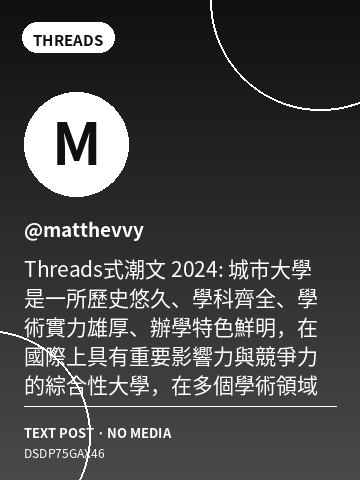 THREADS
M
@matthevvy
Threads式潮文 2024: 城市大學
是一所歷史悠久、學科齊全、學
術實力雄厚、辦學特色鮮明，在
國際上具有重要影響力與競爭力
的綜合性大學，在多個學術領域
TEXT POST · NO MEDIA
DSDP75GAX46